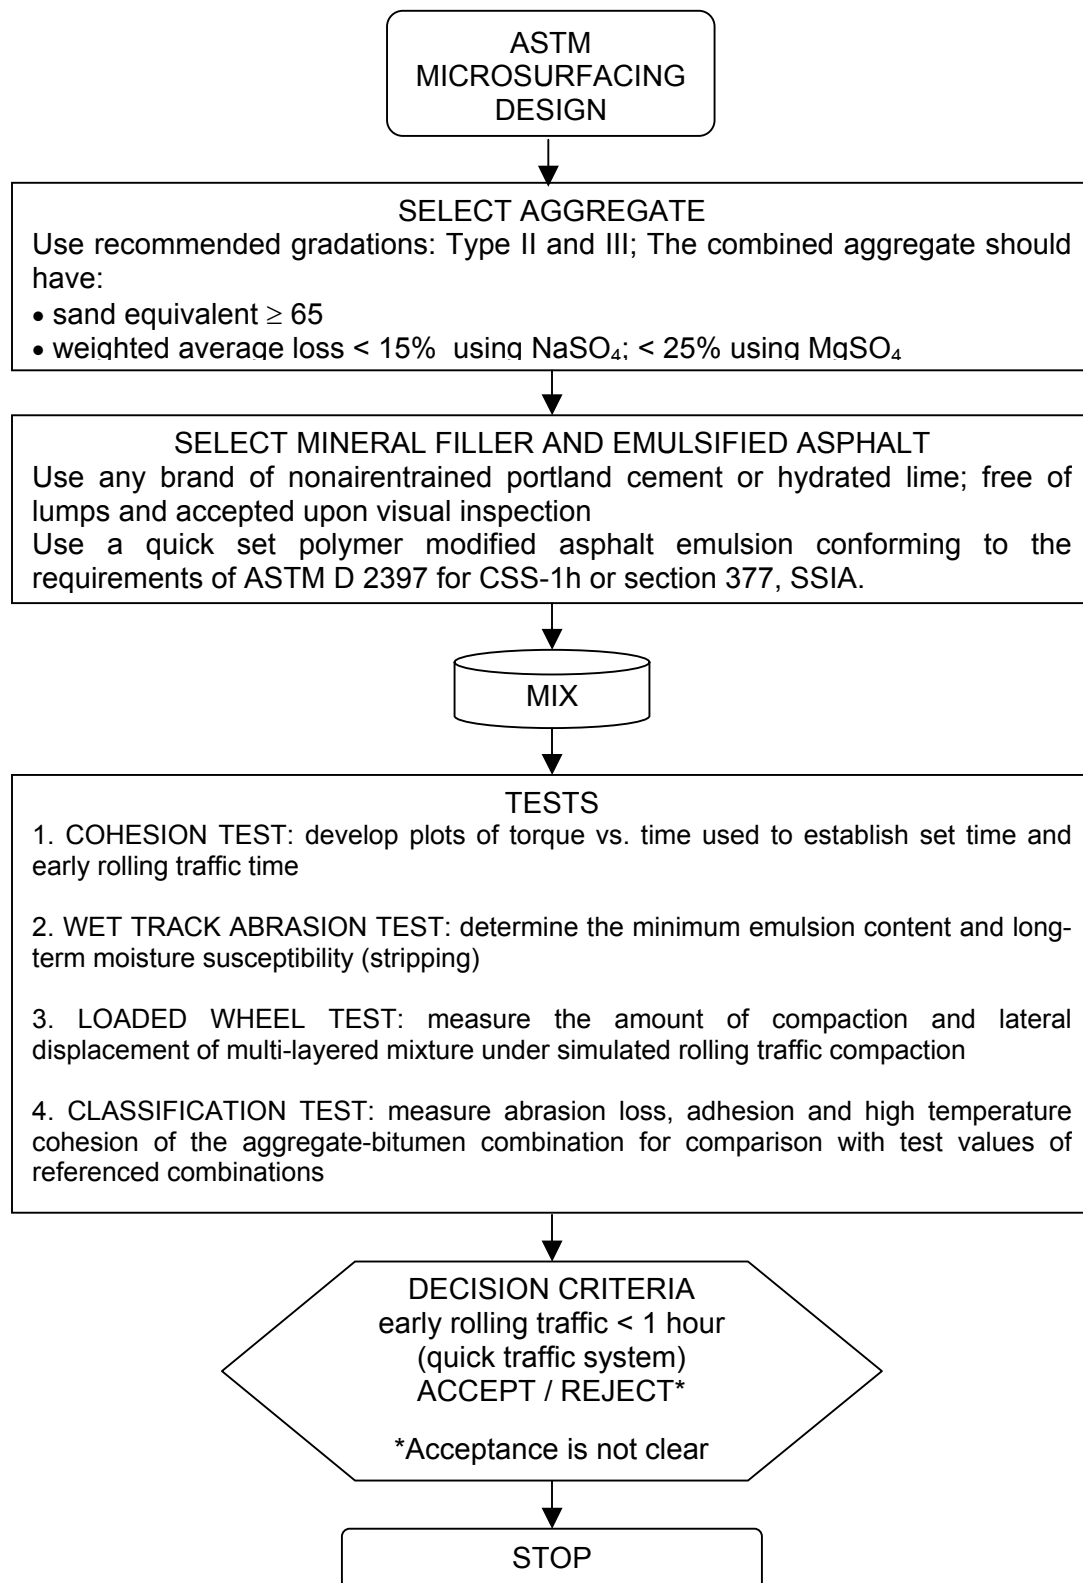 ASTM
MICROSURFACING
DESIGN
SELECT AGGREGATE
Use recommended gradations: Type II and III; The combined aggregate should
have:
• sand equivalent ≥ 65
• weighted average loss < 15% using NaSO₄; < 25% using MgSO₄
SELECT MINERAL FILLER AND EMULSIFIED ASPHALT
Use any brand of nonairentrained portland cement or hydrated lime; free of
lumps and accepted upon visual inspection
Use a quick set polymer modified asphalt emulsion conforming to the
requirements of ASTM D 2397 for CSS-1h or section 377, SSIA.
MIX
TESTS
1. COHESION TEST: develop plots of torque vs. time used to establish set time and
early rolling traffic time
2. WET TRACK ABRASION TEST: determine the minimum emulsion content and long-
term moisture susceptibility (stripping)
3. LOADED WHEEL TEST: measure the amount of compaction and lateral
displacement of multi-layered mixture under simulated rolling traffic compaction
4. CLASSIFICATION TEST: measure abrasion loss, adhesion and high temperature
cohesion of the aggregate-bitumen combination for comparison with test values of
referenced combinations
DECISION CRITERIA
early rolling traffic < 1 hour
(quick traffic system)
ACCEPT / REJECT*
*Acceptance is not clear
STOP